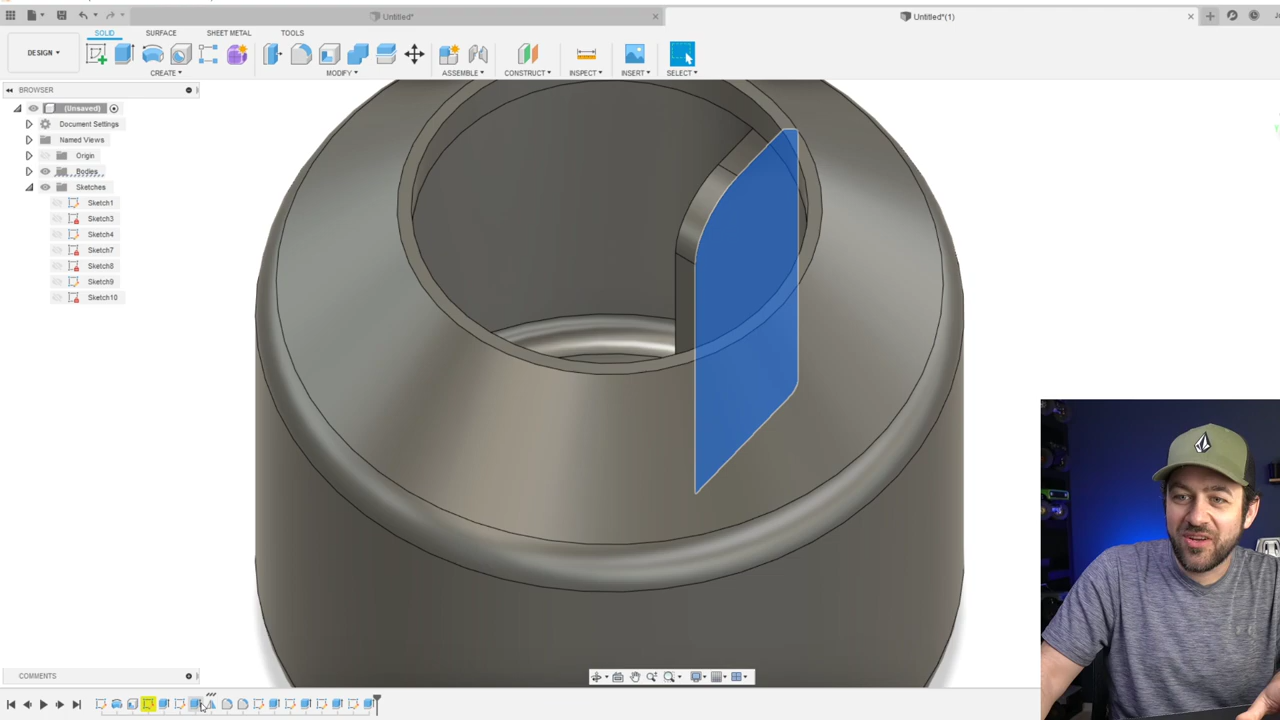 Untitled*
Untitled*(1)
SOLID
SURFACE
SHEET METAL
TOOLS
DESIGN
CREATE
MODIFY
ASSEMBLE
CONSTRUCT
INSPECT
INSERT
SELECT
BROWSER
(Unsaved)
Document Settings
Named Views
Origin
Bodies
Sketches
Sketch1
Sketch3
Sketch4
Sketch7
Sketch8
Sketch9
Sketch10
COMMENTS